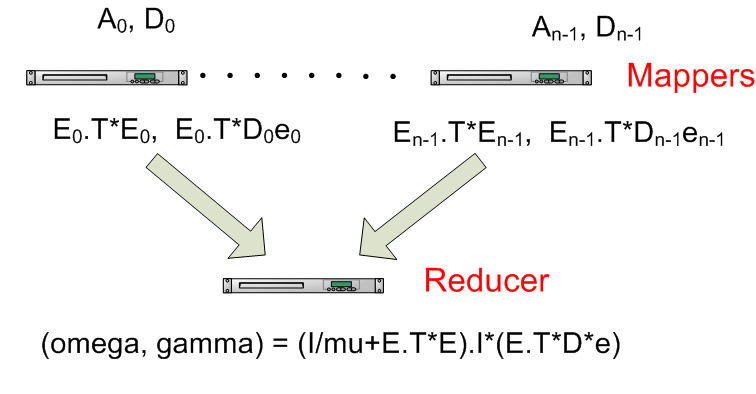 A₀, D₀
Aₙ₋₁, Dₙ₋₁
Mappers
E₀.T*E₀, E₀.T*D₀e₀
Eₙ₋₁.T*Eₙ₋₁, Eₙ₋₁.T*Dₙ₋₁eₙ₋₁
Reducer
(omega, gamma) = (I/mu+E.T*E).I*(E.T*D*e)